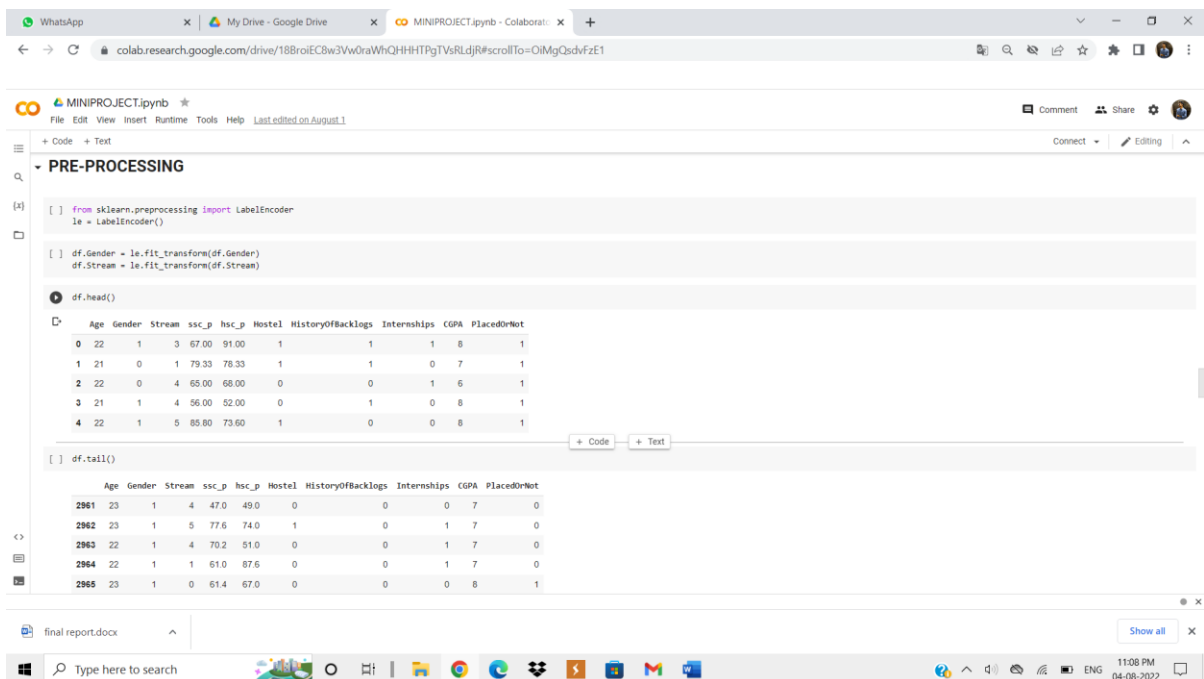 WhatsApp
My Drive - Google Drive
MINIPROJECT.ipynb - Colaborato
colab.research.google.com/drive/18BroiEC8w3Vw0raWhQHHHTPgTVsRLdjR#scrollTo=OiMgQsdvFzE1
MINIPROJECT.ipynb
Comment Share
File Edit View Insert Runtime Tools Help Last edited on August 1
+ Code + Text
Connect Editing
PRE-PROCESSING
{x}
[ ] from sklearn.preprocessing import LabelEncoder
le = LabelEncoder()
[ ] df.Gender = le.fit_transform(df.Gender)
df.Stream = le.fit_transform(df.Stream)
df.head()
Age Gender Stream ssc_p hsc_p Hostel HistoryOfBacklogs Internships CGPA PlacedOrNot
0 22 1 3 67.00 91.00 1 1 1 8 1
1 21 0 1 79.33 78.33 1 1 0 7 1
2 22 0 4 65.00 68.00 0 0 1 6 1
3 21 1 4 56.00 52.00 0 1 0 8 1
4 22 1 5 85.80 73.60 1 0 0 8 1
+ Code + Text
[ ] df.tail()
Age Gender Stream ssc_p hsc_p Hostel HistoryOfBacklogs Internships CGPA PlacedOrNot
2961 23 1 4 47.0 49.0 0 0 0 7 0
2962 23 1 5 77.6 74.0 1 0 1 7 0
2963 22 1 4 70.2 51.0 0 0 1 7 0
2964 22 1 1 61.0 87.6 0 0 1 7 0
2965 23 1 0 61.4 67.0 0 0 0 8 1
final report.docx
Show all
Type here to search
ENG
11:08 PM
04-08-2022